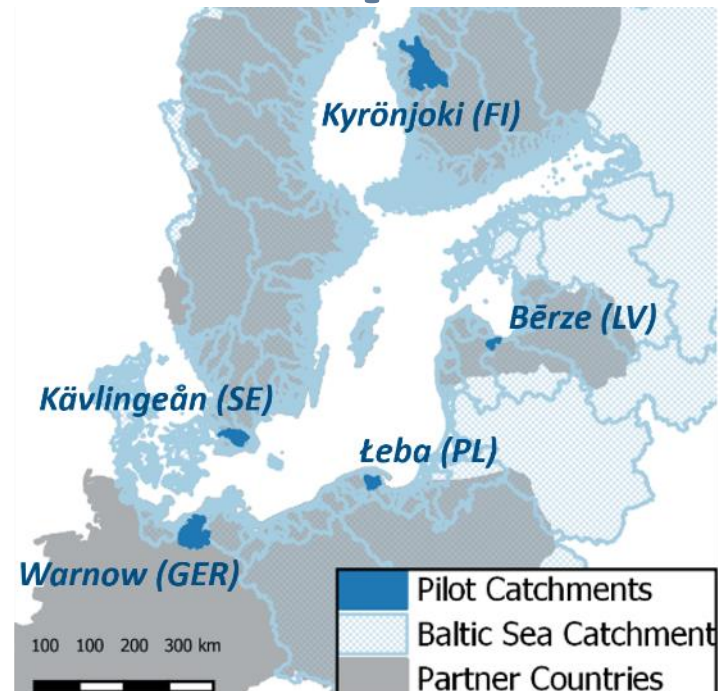 Kyrönjoki (FI)
Bērze (LV)
Kävlingeån (SE)
Łeba (PL)
Warnow (GER)
100 100 200 300 km
Pilot Catchments
Baltic Sea Catchment
Partner Countries